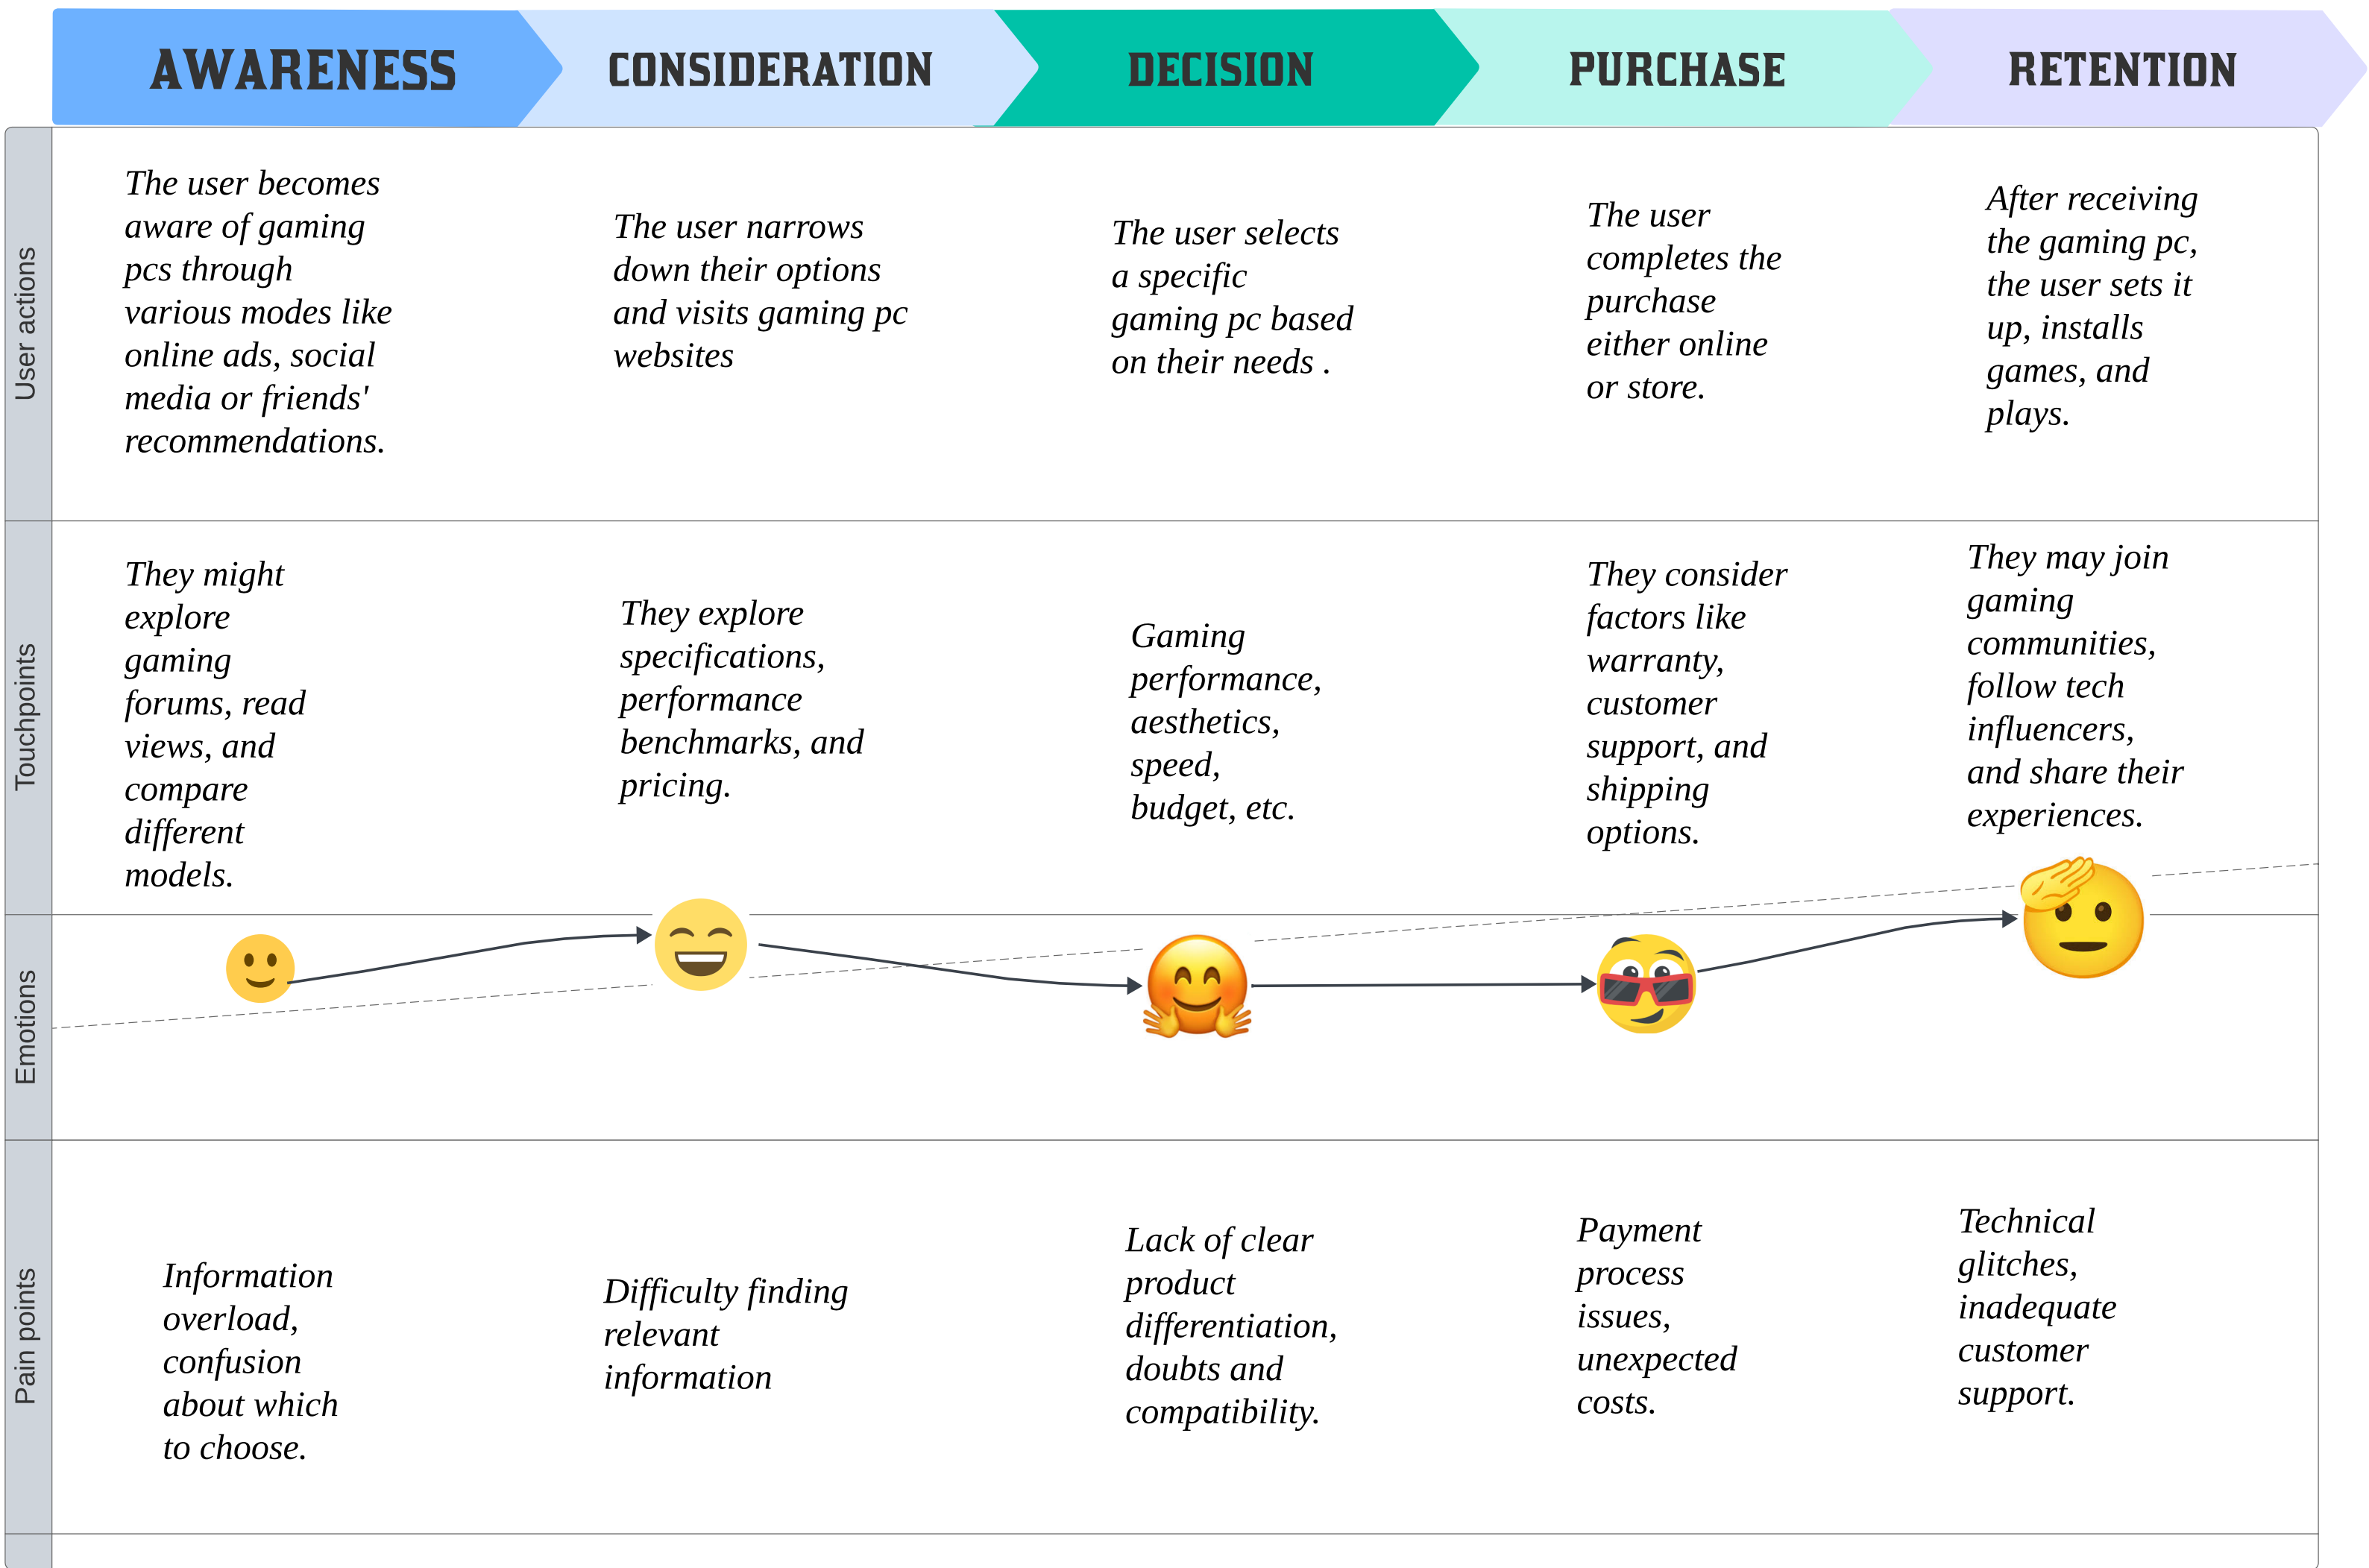 AWARENESS
CONSIDERATION
DECISION
PURCHASE
RETENTION
User actions
The user becomes
aware of gaming
pcs through
various modes like
online ads, social
media or friends'
recommendations.
The user narrows
down their options
and visits gaming pc
websites
The user selects
a specific
gaming pc based
on their needs .
The user
completes the
purchase
either online
or store.
After receiving
the gaming pc,
the user sets it
up, installs
games, and
plays.
Touchpoints
They might
explore
gaming
forums, read
views, and
compare
different
models.
They explore
specifications,
performance
benchmarks, and
pricing.
Gaming
performance,
aesthetics,
speed,
budget, etc.
They consider
factors like
warranty,
customer
support, and
shipping
options.
They may join
gaming
communities,
follow tech
influencers,
and share their
experiences.
Emotions
Pain points
Information
overload,
confusion
about which
to choose.
Difficulty finding
relevant
information
Lack of clear
product
differentiation,
doubts and
compatibility.
Payment
process
issues,
unexpected
costs.
Technical
glitches,
inadequate
customer
support.